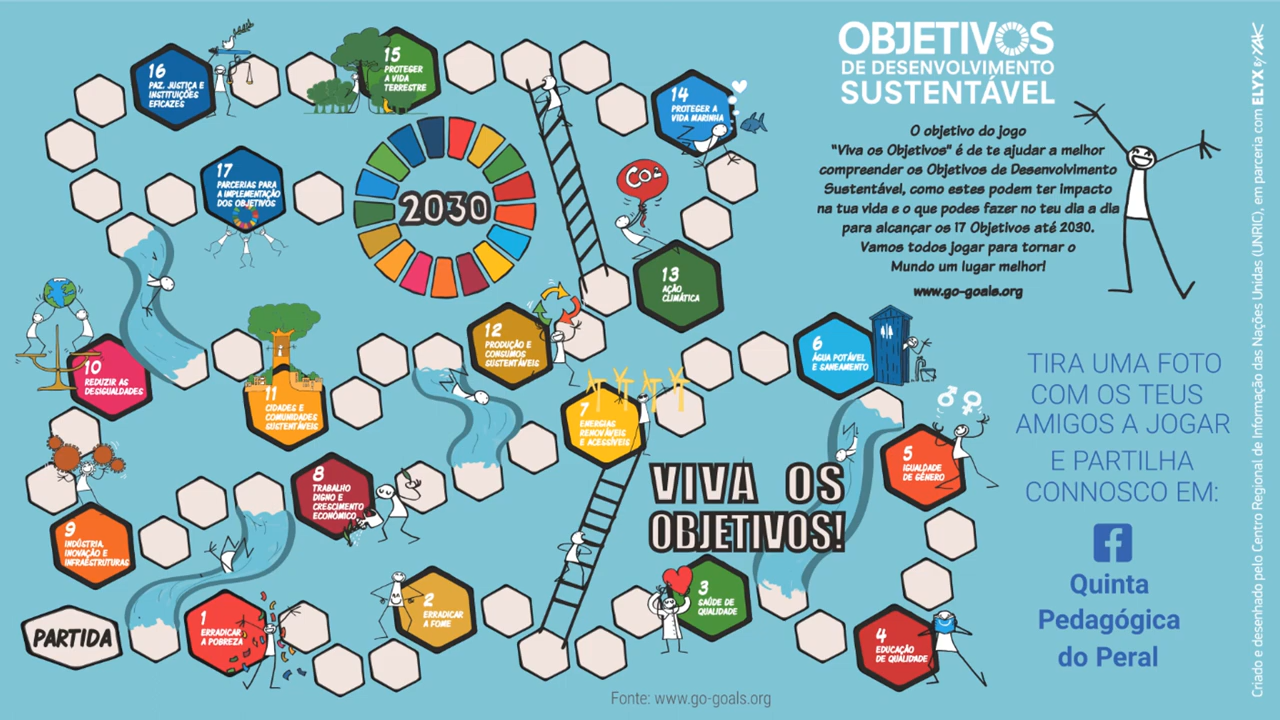 OBJETIVOS
DE DESENVOLVIMENTO
SUSTENTÁVEL
O objetivo do jogo
"Viva os Objetivos" é de te ajudar a melhor
compreender os Objetivos de Desenvolvimento
Sustentável, como estes podem ter impacto
na tua vida e o que podes fazer no teu dia a dia
para alcançar os 17 Objetivos até 2030.
Vamos todos jogar para tornar o
Mundo um lugar melhor!
www.go-goals.org
TIRA UMA FOTO
COM OS TEUS
AMIGOS A JOGAR
E PARTILHA
CONNOSCO EM:
Quinta
Pedagógica
do Peral
Criado e desenhado pelo Centro Regional de Informação das Nações Unidas (UNRIC), em parceria com ELYX by YAK
16
PAZ, JUSTIÇA E
INSTITUIÇÕES
EFICAZES
15
PROTEGER
A VIDA
TERRESTRE
14
PROTEGER A
VIDA MARINHA
17
PARCERIAS PARA
A IMPLEMENTAÇÃO
DOS OBJETIVOS
2030
CO2
13
AÇÃO
CLIMÁTICA
12
PRODUÇÃO E
CONSUMOS
SUSTENTÁVEIS
6
ÁGUA POTÁVEL
E SANEAMENTO
10
REDUZIR AS
DESIGUALDADES
11
CIDADES E
COMUNIDADES
SUSTENTÁVEIS
7
ENERGIAS
RENOVÁVEIS
E ACESSÍVEIS
5
IGUALDADE
DE GÉNERO
8
TRABALHO
DIGNO E
CRESCIMENTO
ECONÓMICO
VIVA OS
OBJETIVOS!
9
INDÚSTRIA,
INOVAÇÃO E
INFRAESTRUTURAS
PARTIDA
1
ERRADICAR
A POBREZA
2
ERRADICAR
A FOME
3
SAÚDE DE
QUALIDADE
4
EDUCAÇÃO
DE QUALIDADE
Fonte: www.go-goals.org